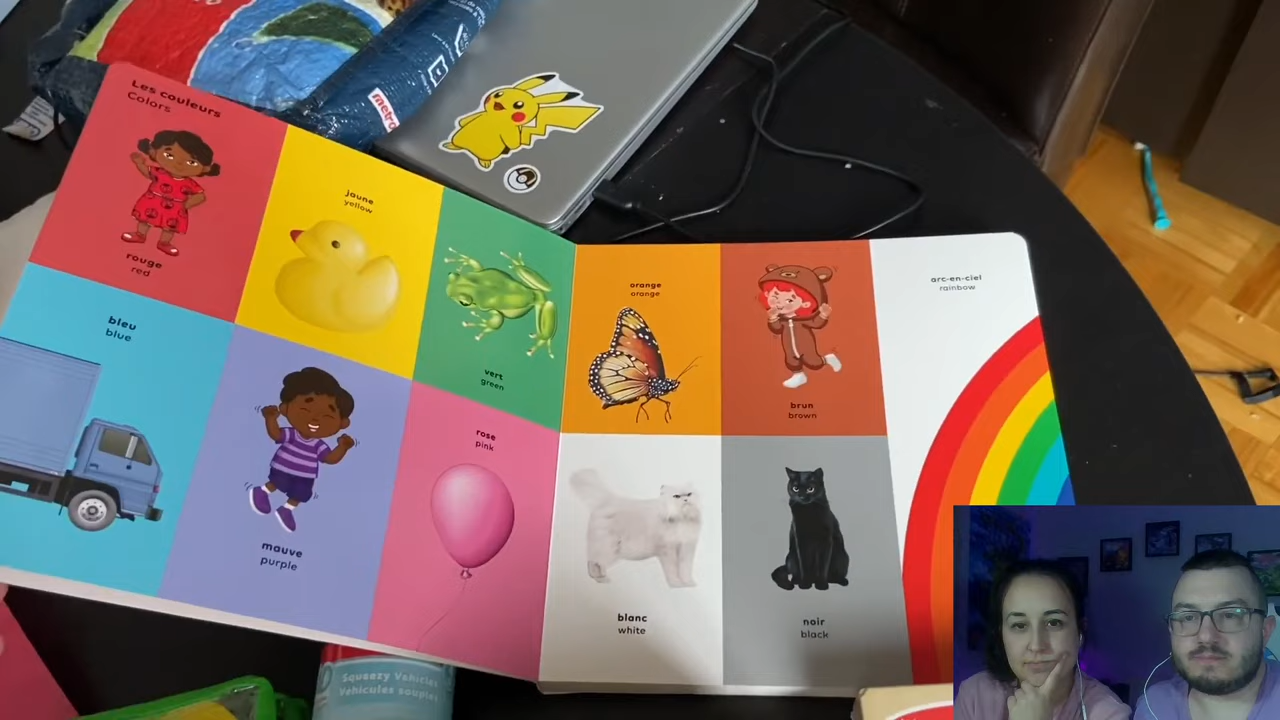 metro
Les couleurs
Colors
rouge
red
jaune
yellow
vert
green
bleu
blue
mauve
purple
rose
pink
orange
orange
brun
brown
arc-en-ciel
rainbow
blanc
white
noir
black
Squeezy Vehicles
Véhicules souples